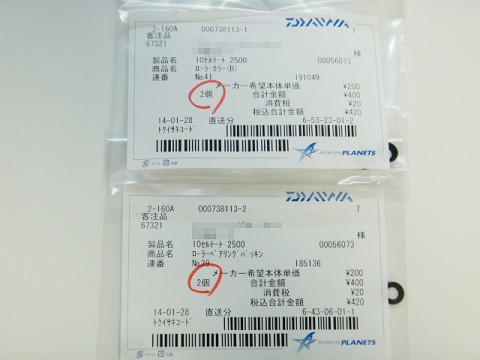 DAIWA
2-160A 000738113-1 7
客注品
67321
様
製品名 10セルテート 2500 00056073
商品名 ローラーカラー(B)
連番 No.41 191049
メーカー希望本体単価 ¥200
2個 合計金額 ¥400
消費税 ¥20
税込合計金額 ¥420
14-01-28 直送分 6-53-23-01-2
トクイサキコード
SPORTS LIFE PLANETS
DAIWA
2-160A 000738113-2 7
客注品
67321
様
製品名 10セルテート 2500 00056073
商品名 ローラーベアリングパッキン
連番 No.39 185136
メーカー希望本体単価 ¥200
2個 合計金額 ¥400
消費税 ¥20
税込合計金額 ¥420
14-01-28 直送分 6-43-06-01-1
トクイサキコード
PLANETS